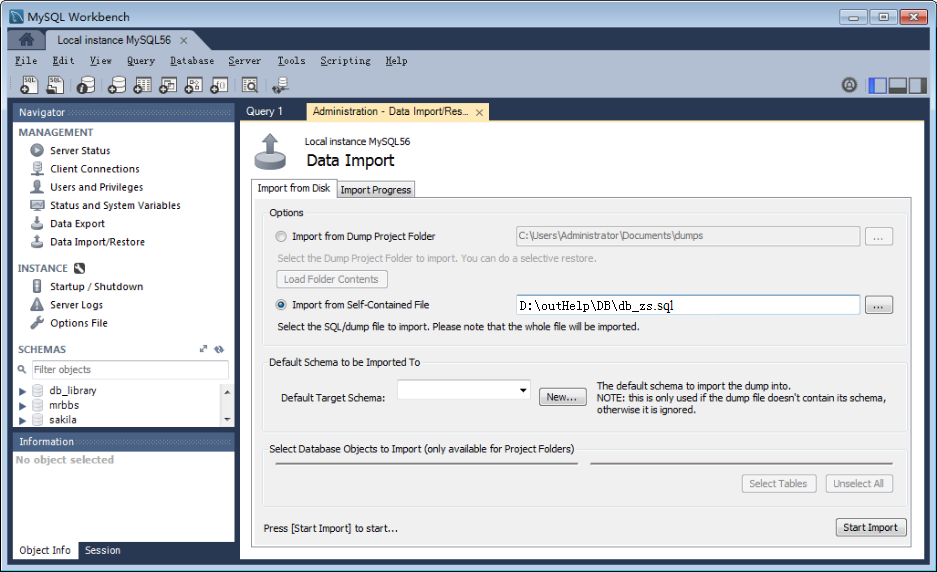 MySQL Workbench
Local instance MySQL56
File Edit View Query Database Server Tools Scripting Help
Navigator
MANAGEMENT
Server Status
Client Connections
Users and Privileges
Status and System Variables
Data Export
Data Import/Restore
INSTANCE
Startup / Shutdown
Server Logs
Options File
SCHEMAS
Filter objects
db_library
mrbbs
sakila
Information
No object selected
Object Info Session
Query 1 Administration - Data Import/Res...
Local instance MySQL56
Data Import
Import from Disk Import Progress
Options
Import from Dump Project Folder C:\Users\Administrator\Documents\dumps ...
Select the Dump Project Folder to import. You can do a selective restore.
Load Folder Contents
Import from Self-Contained File D:\outHelp\DB\db_zs.sql ...
Select the SQL/dump file to import. Please note that the whole file will be imported.
Default Schema to be Imported To
Default Target Schema: New...
The default schema to import the dump into.
NOTE: this is only used if the dump file doesn't contain its schema,
otherwise it is ignored.
Select Database Objects to Import (only available for Project Folders)
Select Tables Unselect All
Press [Start Import] to start...
Start Import